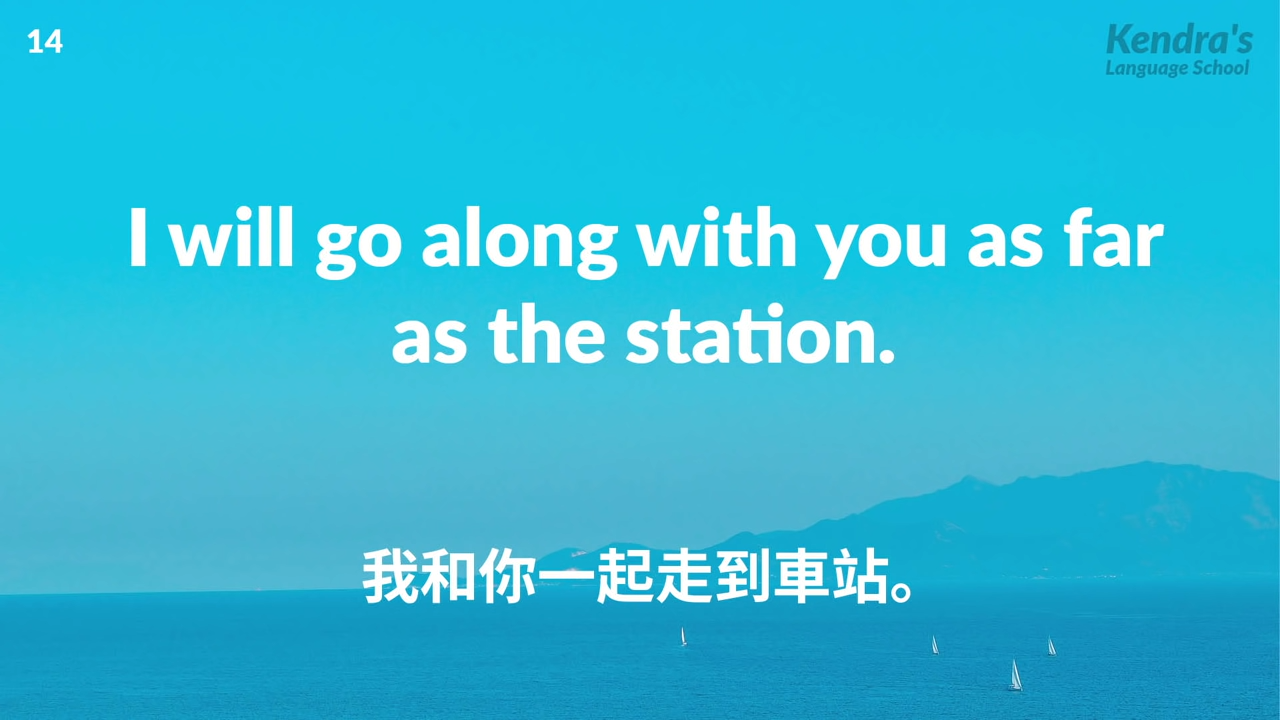 14
Kendra's
Language School
I will go along with you as far
as the station.
我和你一起走到車站。